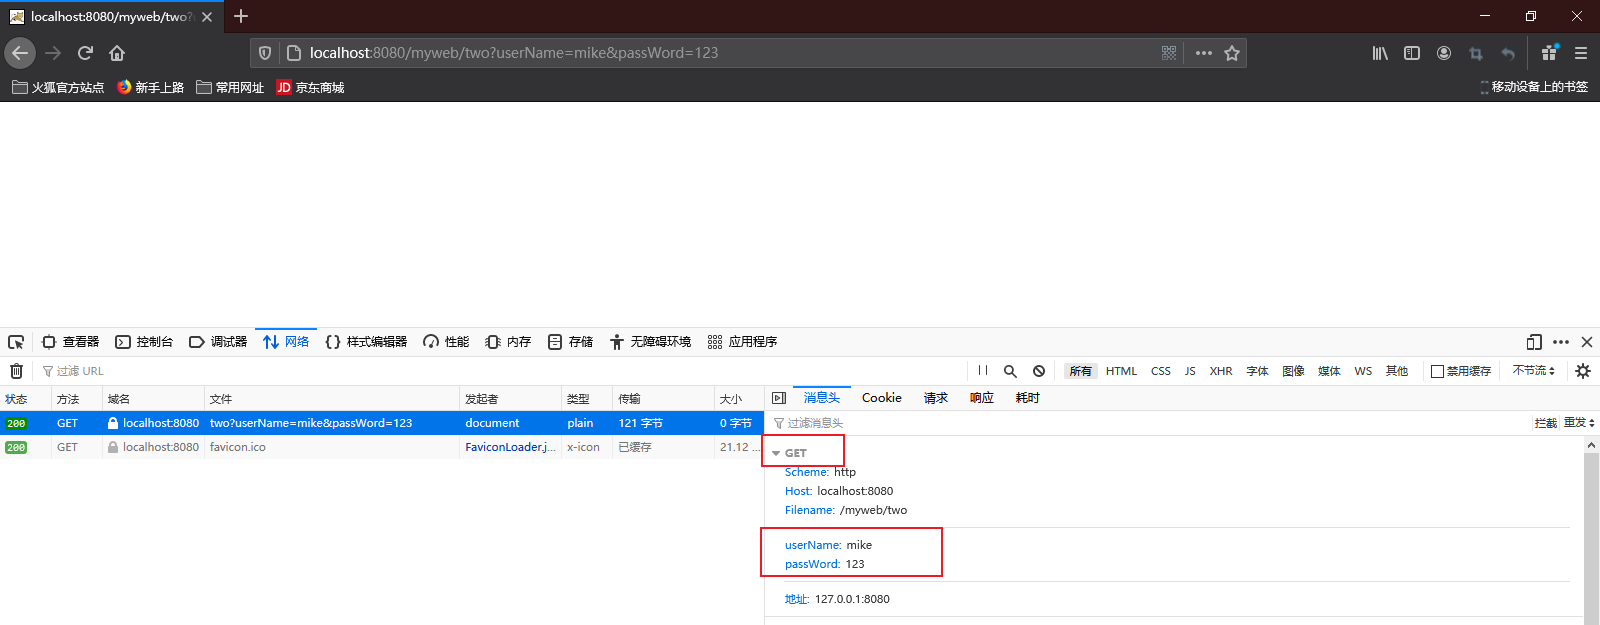 localhost:8080/myweb/two?
localhost:8080/myweb/two?userName=mike&passWord=123
火狐官方站点 新手上路 常用网址 JD 京东商城 移动设备上的书签
查看器 控制台 调试器 网络 {} 样式编辑器 性能 内存 存储 无障碍环境 应用程序
过滤 URL 所有 HTML CSS JS XHR 字体 图像 媒体 WS 其他 禁用缓存 不节流
状态 方法 域名 文件 发起者 类型 传输 大小 消息头 Cookie 请求 响应 耗时
200 GET localhost:8080 two?userName=mike&passWord=123 document plain 121 字节 0 字节 过滤消息头 拦截 重发
200 GET localhost:8080 favicon.ico FaviconLoader.j... x-icon 已缓存 21.12 ...
GET
Scheme: http
Host: localhost:8080
Filename: /myweb/two
userName: mike
passWord: 123
地址: 127.0.0.1:8080